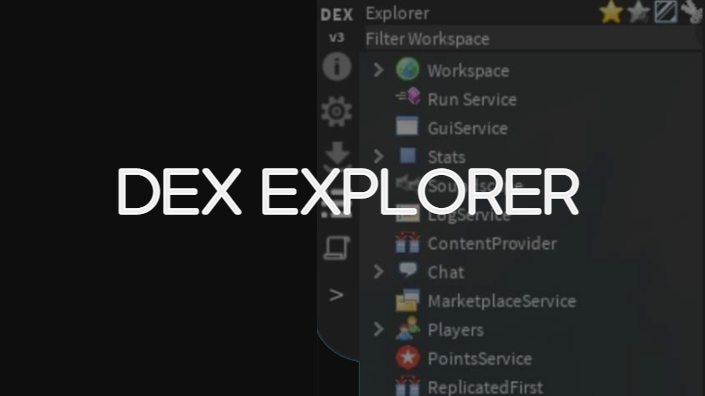 DEX Explorer
v3 Filter Workspace
Workspace
Run Service
GuiService
Stats
DEX EXPLORER
LogService
ContentProvider
Chat
MarketplaceService
Players
PointsService
ReplicatedFirst